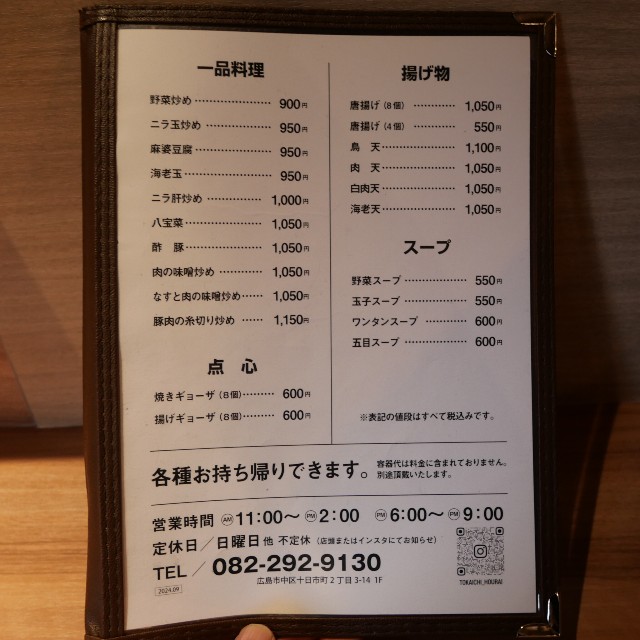 一品料理
野菜炒め 900円
ニラ玉炒め 950円
麻婆豆腐 950円
海老玉 950円
ニラ肝炒め 1,000円
八宝菜 1,050円
酢　豚 1,050円
肉の味噌炒め 1,050円
なすと肉の味噌炒め 1,050円
豚肉の糸切り炒め 1,150円
点　心
焼きギョーザ（8個） 600円
揚げギョーザ（8個） 600円
揚げ物
唐揚げ（8個） 1,050円
唐揚げ（4個） 550円
鳥　天 1,100円
肉　天 1,050円
白肉天 1,050円
海老天 1,050円
スープ
野菜スープ 550円
玉子スープ 550円
ワンタンスープ 600円
五目スープ 600円
※表記の値段はすべて税込みです。
各種お持ち帰りできます。
容器代は料金に含まれておりません。
別途頂戴いたします。
営業時間 AM 11:00〜 PM 2:00 PM 6:00〜 PM 9:00
定休日／日曜日他 不定休（店頭またはインスタにてお知らせ）
TEL／082-292-9130
広島市中区十日市町2丁目3-14 1F
2024.09
TOKAICHI_HOURAI